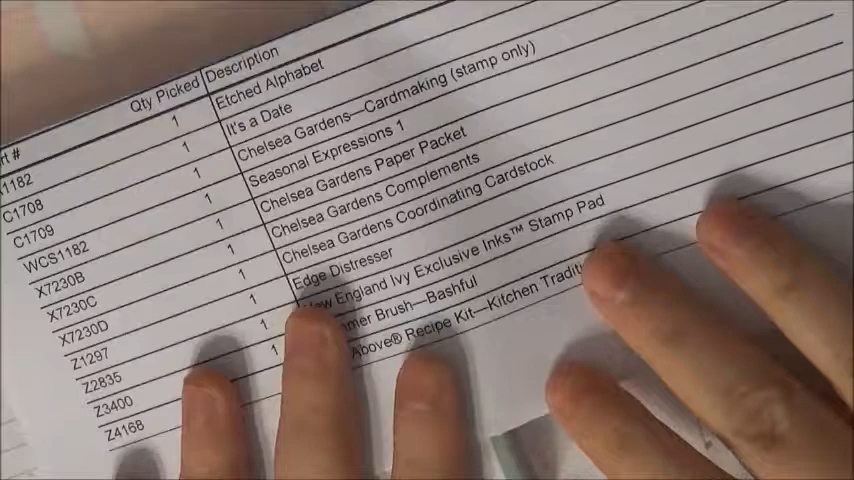 Qty Picked Description
1 Etched Alphabet
C1708 1 It's a Date
C1709 1 Chelsea Gardens—Cardmaking (stamp only)
WCS1182 1 Seasonal Expressions 1
X7230B 1 Chelsea Gardens Paper Packet
X7230C 1 Chelsea Gardens Complements
X7230D 1 Chelsea Gardens Coordinating Cardstock
Z1297 1 Edge Distresser
Z2835 1 England Ivy Exclusive Inks™ Stamp Pad
Z3400 1 Brush—Bashful
Z4168 Above® Recipe Kit—Kitchen